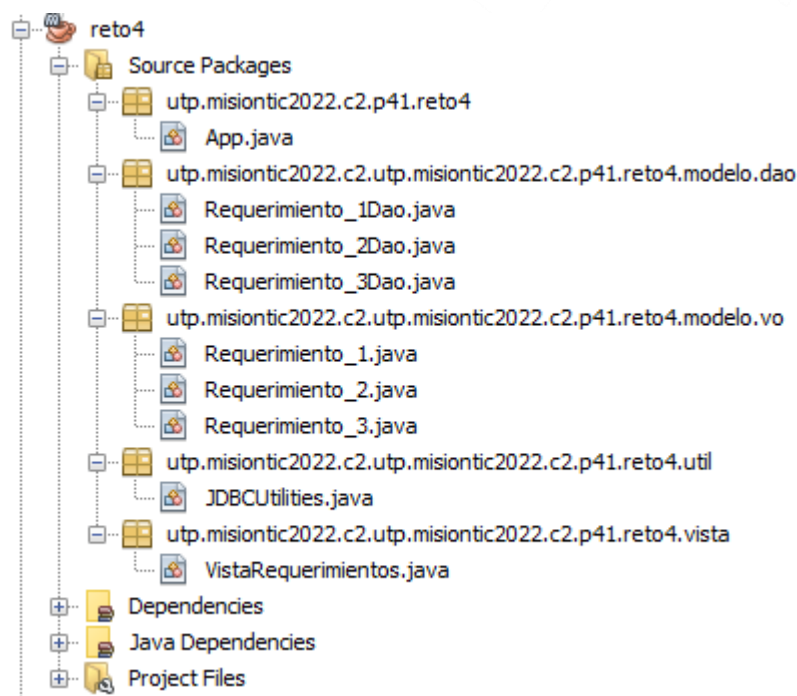 reto4
Source Packages
utp.misiontic2022.c2.p41.reto4
App.java
utp.misiontic2022.c2.utp.misiontic2022.c2.p41.reto4.modelo.dao
Requerimiento_1Dao.java
Requerimiento_2Dao.java
Requerimiento_3Dao.java
utp.misiontic2022.c2.utp.misiontic2022.c2.p41.reto4.modelo.vo
Requerimiento_1.java
Requerimiento_2.java
Requerimiento_3.java
utp.misiontic2022.c2.utp.misiontic2022.c2.p41.reto4.util
JDBCUtilities.java
utp.misiontic2022.c2.utp.misiontic2022.c2.p41.reto4.vista
VistaRequerimientos.java
Dependencies
Java Dependencies
Project Files